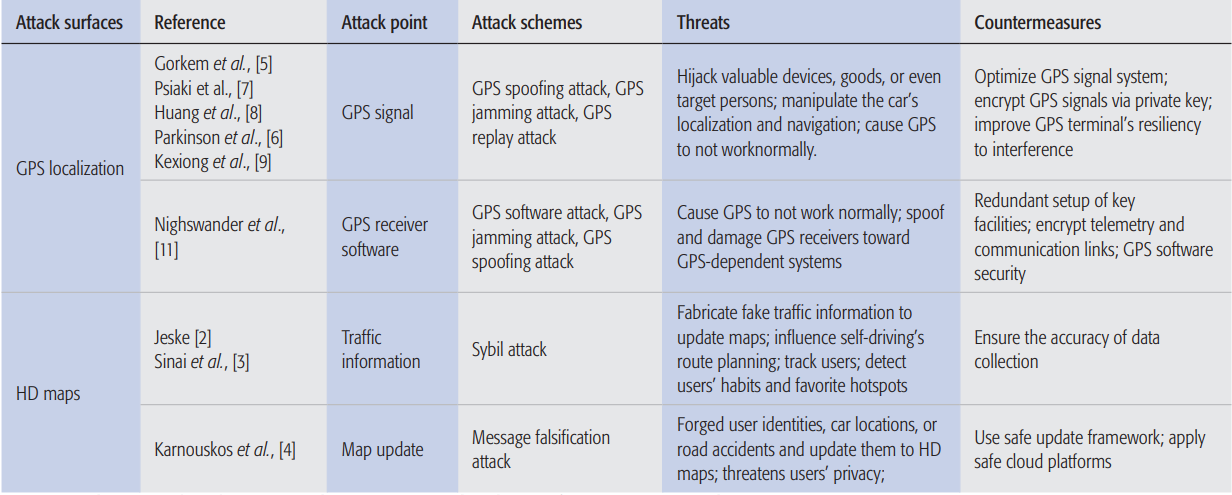 Attack surfaces Reference Attack point Attack schemes Threats Countermeasures
GPS localization
Gorkem et al., [5]
Psiaki et al., [7]
Huang et al., [8]
Parkinson et al., [6]
Kexiong et al., [9]
GPS signal
GPS spoofing attack, GPS
jamming attack, GPS
replay attack
Hijack valuable devices, goods, or even
target persons; manipulate the car's
localization and navigation; cause GPS
to not worknormally.
Optimize GPS signal system;
encrypt GPS signals via private key;
improve GPS terminal's resiliency
to interference
Nighswander et al.,
[11]
GPS receiver
software
GPS software attack, GPS
jamming attack, GPS
spoofing attack
Cause GPS to not work normally; spoof
and damage GPS receivers toward
GPS-dependent systems
Redundant setup of key
facilities; encrypt telemetry and
communication links; GPS software
security
HD maps
Jeske [2]
Sinai et al., [3]
Traffic
information
Sybil attack
Fabricate fake traffic information to
update maps; influence self-driving's
route planning; track users; detect
users' habits and favorite hotspots
Ensure the accuracy of data
collection
Karnouskos et al., [4]
Map update
Message falsification
attack
Forged user identities, car locations, or
road accidents and update them to HD
maps; threatens users' privacy;
Use safe update framework; apply
safe cloud platforms